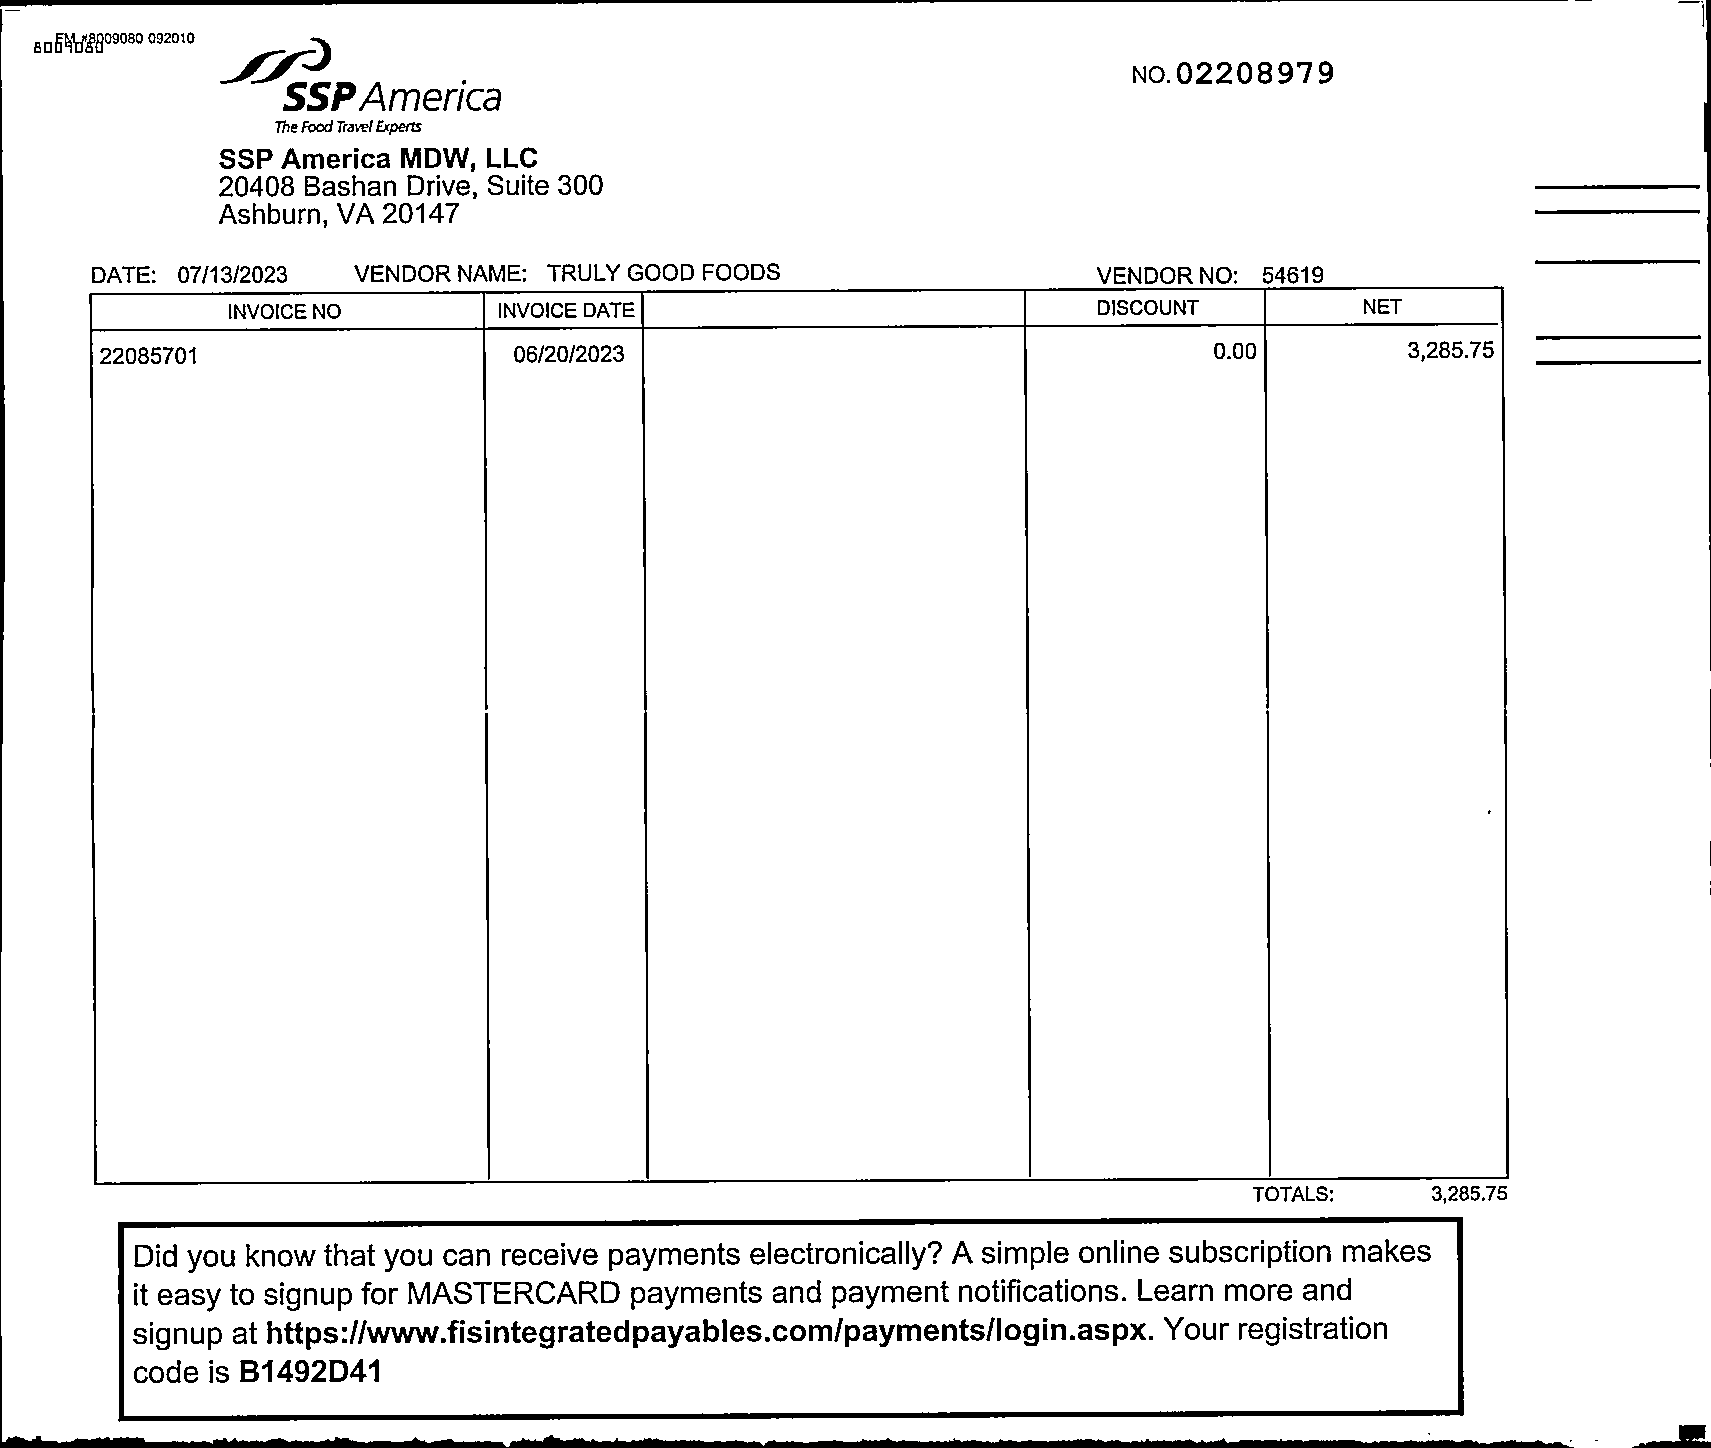 FM #8009080 092010
SSP America
The Food Travel Experts
NO. 02208979
SSP America MDW, LLC
20408 Bashan Drive, Suite 300
Ashburn, VA 20147
DATE: 07/13/2023 VENDOR NAME: TRULY GOOD FOODS VENDOR NO: 54619
INVOICE NO INVOICE DATE DISCOUNT NET
22085701 06/20/2023 0.00 3,285.75
TOTALS: 3,285.75
Did you know that you can receive payments electronically? A simple online subscription makes
it easy to signup for MASTERCARD payments and payment notifications. Learn more and
signup at https://www.fisintegratedpayables.com/payments/login.aspx. Your registration
code is B1492D41